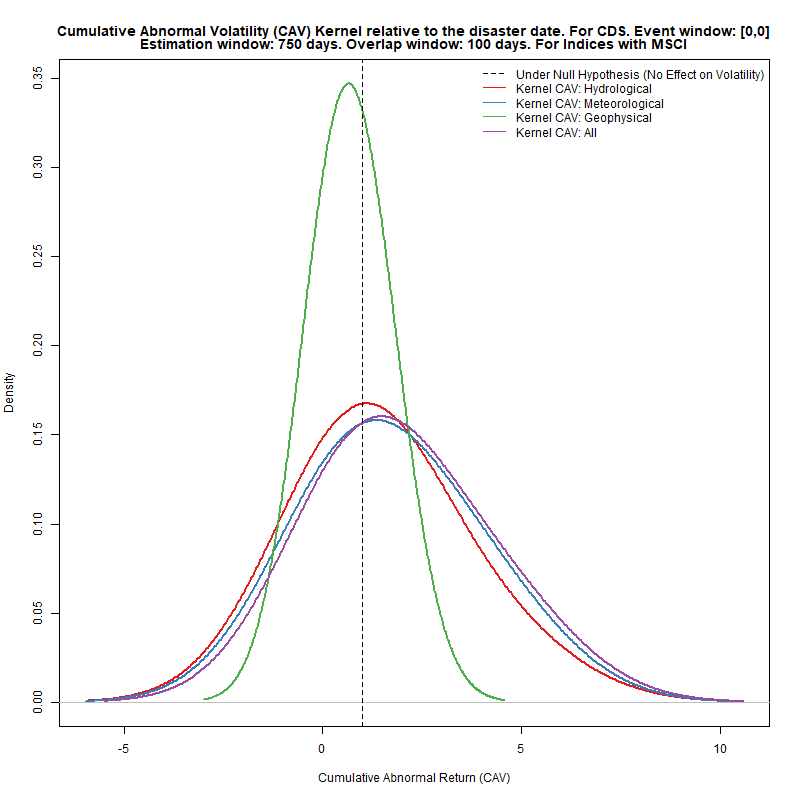 Cumulative Abnormal Volatility (CAV) Kernel relative to the disaster date. For CDS. Event window: [0,0]
Estimation window: 750 days. Overlap window: 100 days. For Indices with MSCI
Under Null Hypothesis (No Effect on Volatility)
Kernel CAV: Hydrological
Kernel CAV: Meteorological
Kernel CAV: Geophysical
Kernel CAV: All
0.35
0.30
0.25
0.20
0.15
0.10
0.05
0.00
Density
-5 0 5 10
Cumulative Abnormal Return (CAV)